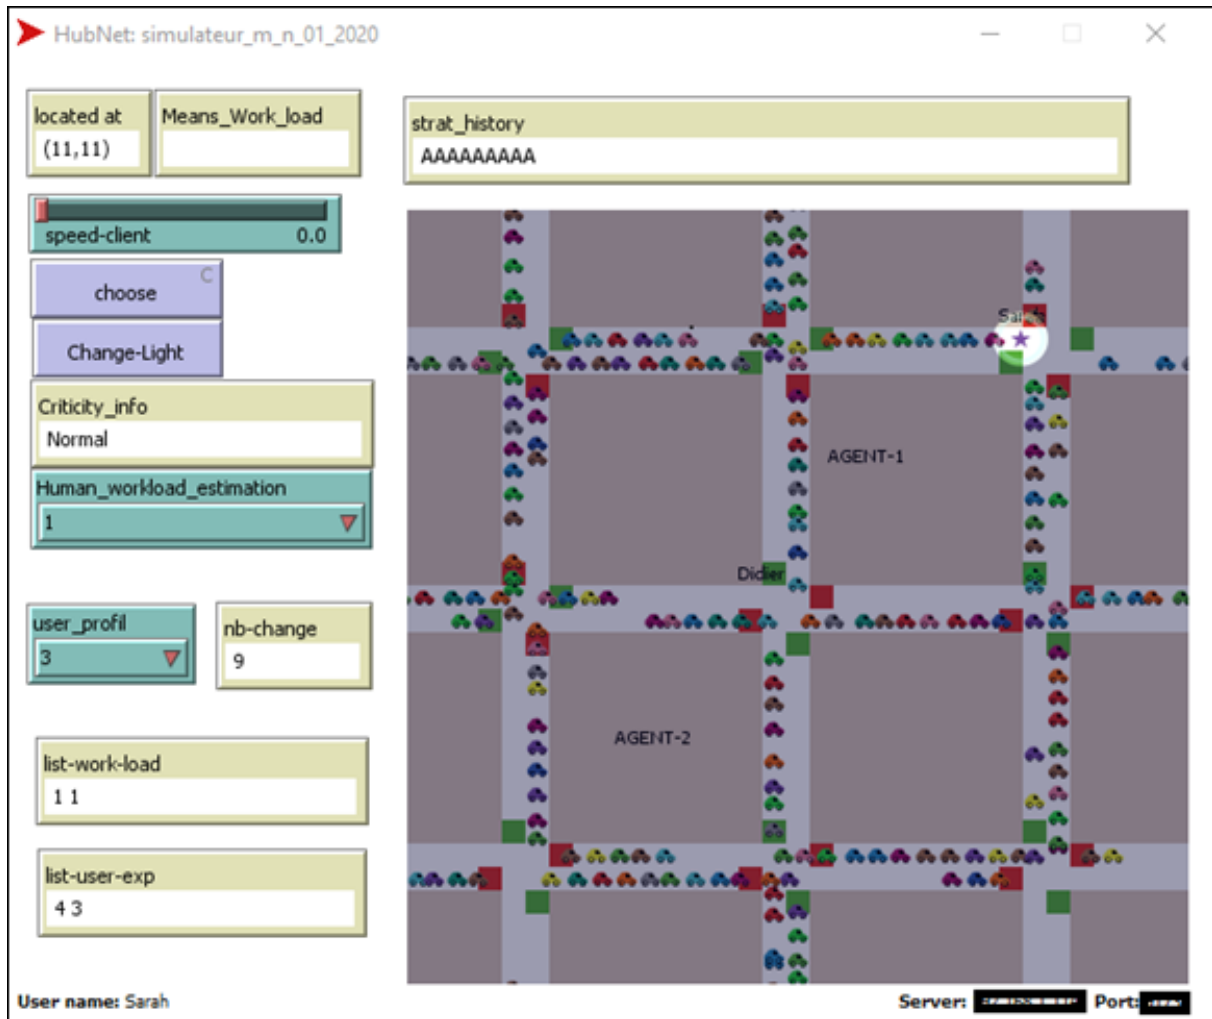 HubNet: simulateur_m_n_01_2020
located at
(11,11)
Means_Work_load
strat_history
AAAAAAAAA
speed-client 0.0
C
choose
Change-Light
Criticity_info
Normal
Human_workload_estimation
1
user_profil
3
nb-change
9
list-work-load
1 1
list-user-exp
4 3
AGENT-1
Didier
AGENT-2
User name: Sarah
Server:
Port: